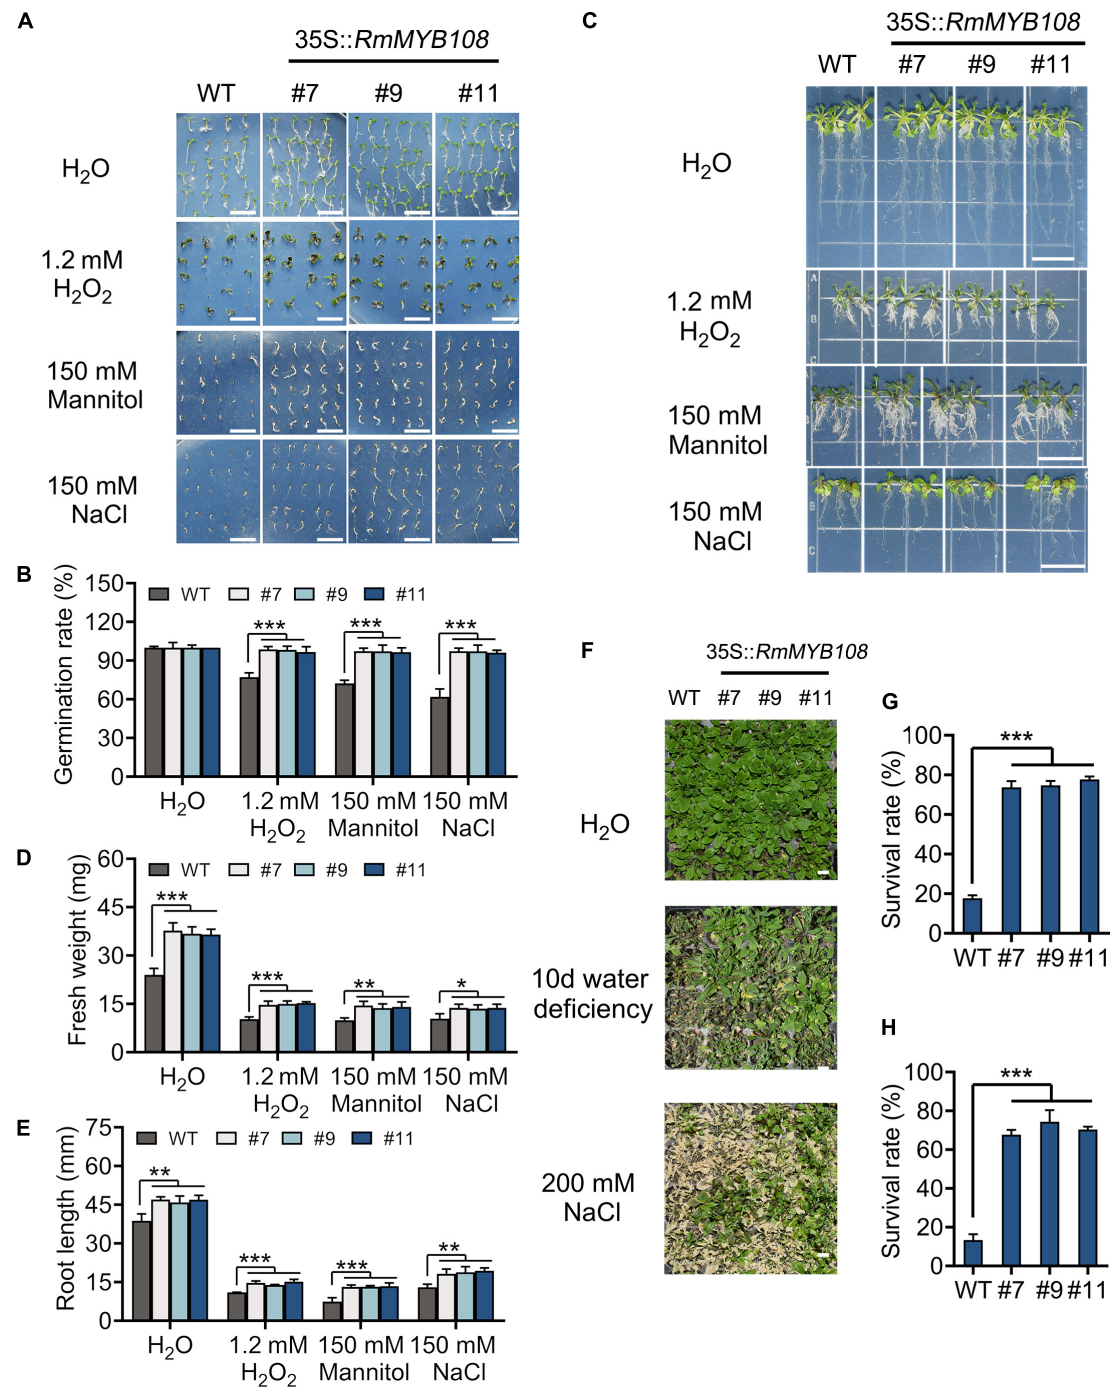 A
35S::RmMYB108
WT #7 #9 #11
H₂O
1.2 mM
H₂O₂
150 mM
Mannitol
150 mM
NaCl
B
Germination rate (%)
150
120
90
60
30
0
WT #7 #9 #11
*** *** ***
H₂O
1.2 mM
H₂O₂
150 mM
Mannitol
150 mM
NaCl
D
Fresh weight (mg)
60
45
30
15
0
WT #7 #9 #11
*** *** ** *
H₂O
1.2 mM
H₂O₂
150 mM
Mannitol
150 mM
NaCl
E
Root length (mm)
75
60
45
30
15
0
WT #7 #9 #11
** *** *** **
H₂O
1.2 mM
H₂O₂
150 mM
Mannitol
150 mM
NaCl
C
35S::RmMYB108
WT #7 #9 #11
H₂O
1.2 mM
H₂O₂
A
B
C
150 mM
Mannitol
150 mM
NaCl
B
C
F
35S::RmMYB108
WT #7 #9 #11
H₂O
10d water
deficiency
200 mM
NaCl
G
Survival rate (%)
100
80
60
40
20
0
***
WT #7 #9 #11
H
Survival rate (%)
100
80
60
40
20
0
***
WT #7 #9 #11